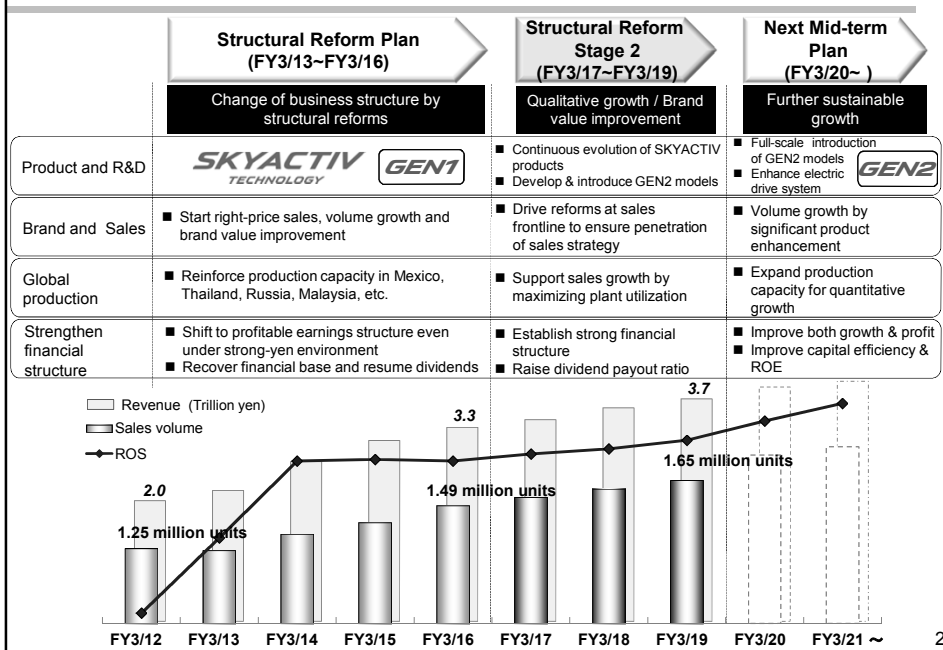 Structural Reform Plan
(FY3/13~FY3/16)
Structural Reform
Stage 2
(FY3/17~FY3/19)
Next Mid-term
Plan
(FY3/20~ )
Change of business structure by
structural reforms
Qualitative growth / Brand
value improvement
Further sustainable
growth
Product and R&D
SKYACTIV
TECHNOLOGY
GEN1
■ Continuous evolution of SKYACTIV
products
■ Develop & introduce GEN2 models
■ Full-scale introduction
of GEN2 models
■ Enhance electric
drive system
GEN2
Brand and Sales
■ Start right-price sales, volume growth and
brand value improvement
■ Drive reforms at sales
frontline to ensure penetration
of sales strategy
■ Volume growth by
significant product
enhancement
Global
production
■ Reinforce production capacity in Mexico,
Thailand, Russia, Malaysia, etc.
■ Support sales growth by
maximizing plant utilization
■ Expand production
capacity for quantitative
growth
Strengthen
financial
structure
■ Shift to profitable earnings structure even
under strong-yen environment
■ Recover financial base and resume dividends
■ Establish strong financial
structure
■ Raise dividend payout ratio
■ Improve both growth & profit
■ Improve capital efficiency &
ROE
Revenue (Trillion yen)
Sales volume
ROS
2.0
3.3
3.7
1.25 million units
1.49 million units
1.65 million units
FY3/12 FY3/13 FY3/14 FY3/15 FY3/16 FY3/17 FY3/18 FY3/19 FY3/20 FY3/21 ~
2